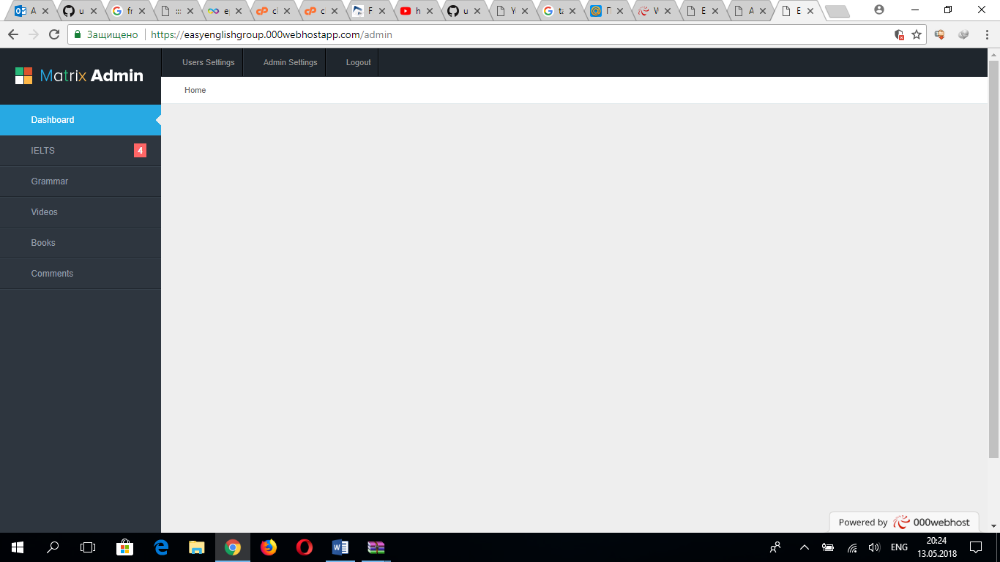 A u fr ::: e cl c F h u Y ta П V E A E
Защищено https://easyenglishgroup.000webhostapp.com/admin
Matrix Admin
Users Settings Admin Settings Logout
Home
Dashboard
IELTS 4
Grammar
Videos
Books
Comments
Powered by 000webhost
ENG
20:24
13.05.2018